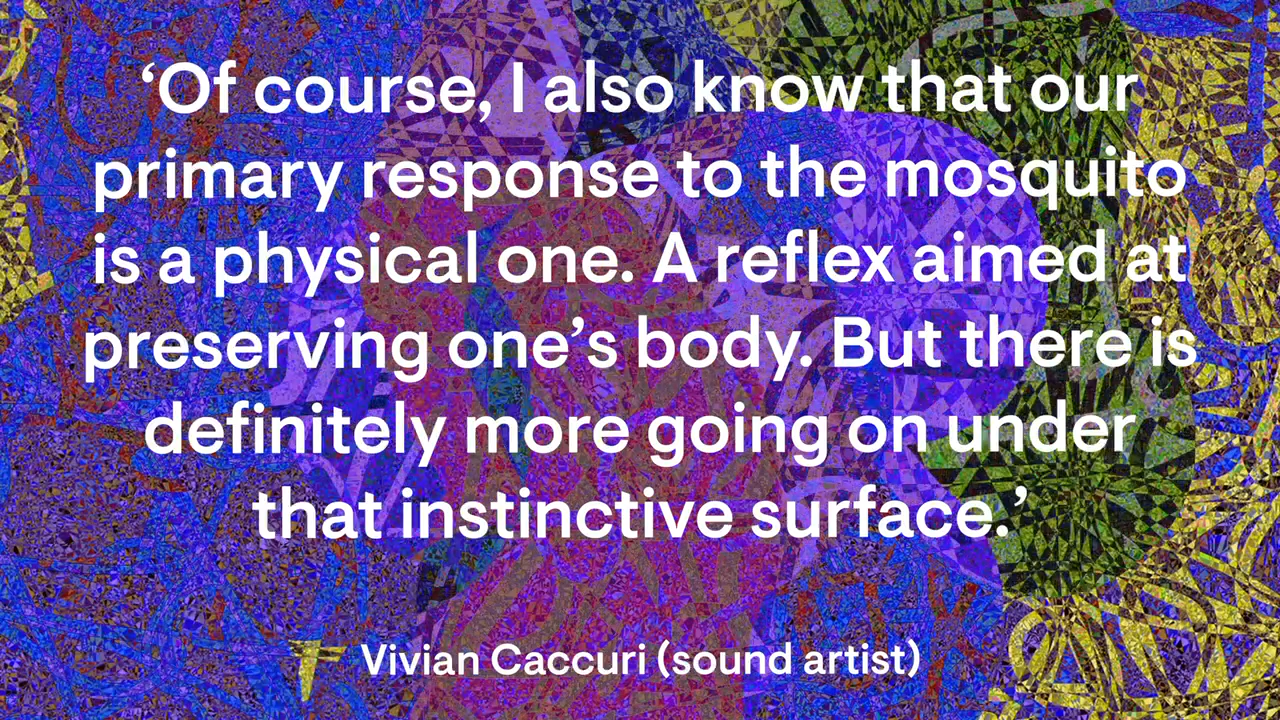 ‘Of course, I also know that our
primary response to the mosquito
is a physical one. A reflex aimed at
preserving one’s body. But there is
definitely more going on under
that instinctive surface.’
Vivian Caccuri (sound artist)